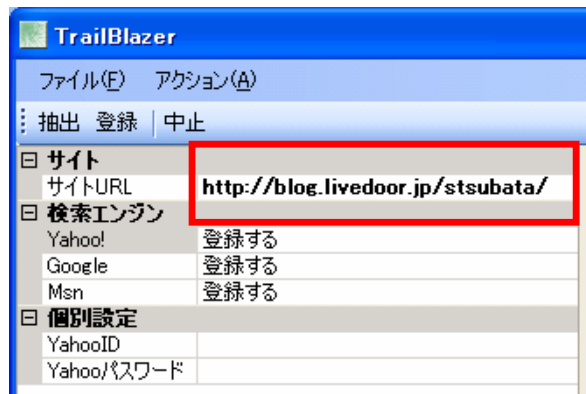 TrailBlazer
ファイル(F) アクション(A)
抽出 登録 中止
サイト
サイトURL http://blog.livedoor.jp/stsubata/
検索エンジン
Yahoo! 登録する
Google 登録する
Msn 登録する
個別設定
YahooID
Yahooパスワード